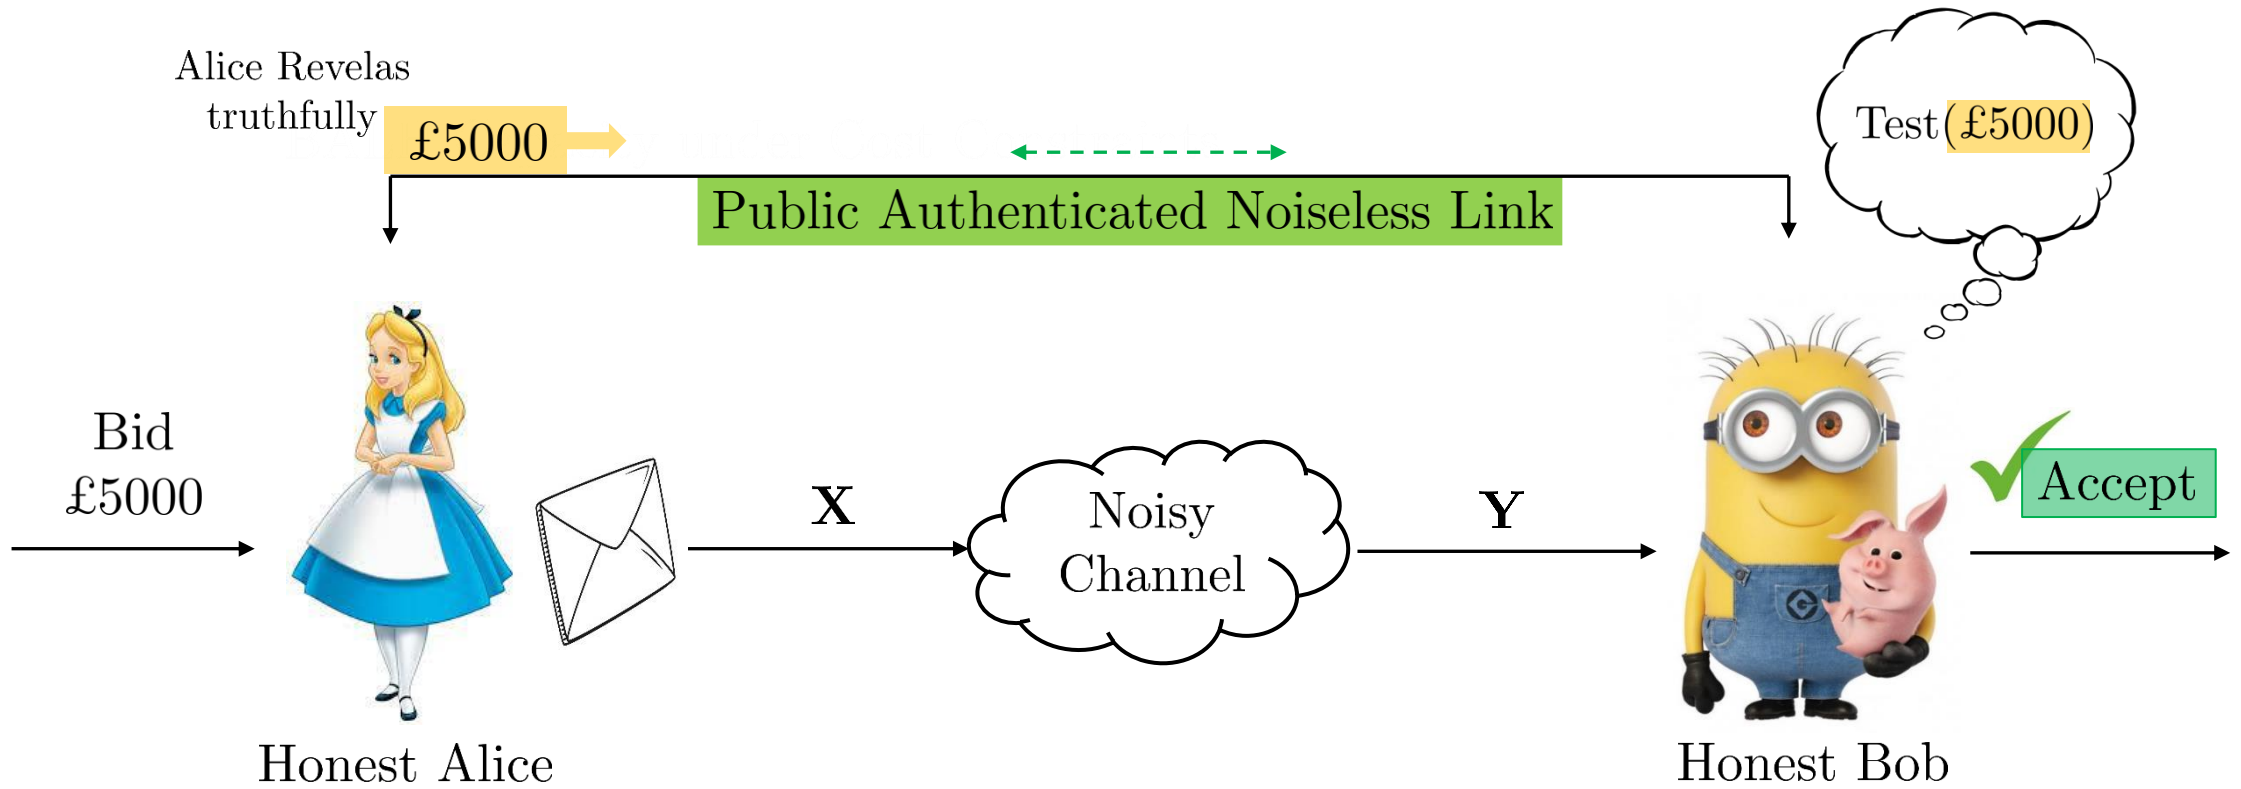 Alice Revelas
truthfully
£5000
Test(£5000)
Public Authenticated Noiseless Link
Bid
£5000
X
Noisy
Channel
Y
Accept
Honest Alice
Honest Bob